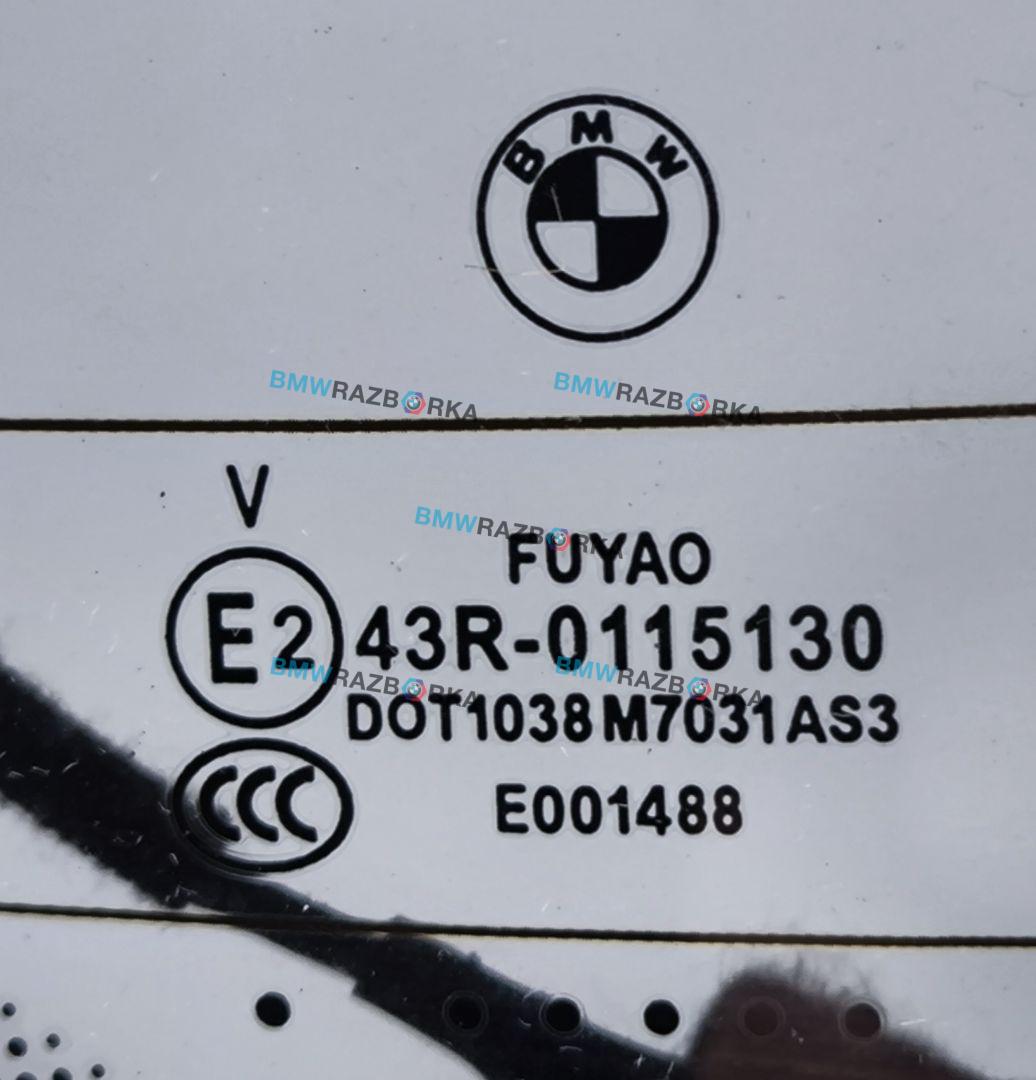 BMW
BMWRAZBORKA BMWRAZBORKA
V
BMWRAZBORKA
FUYAO
E2 43R-0115130
BMWRAZBORKA BMWRAZBORKA
DOT1038 M7031 AS3
CCC E001488